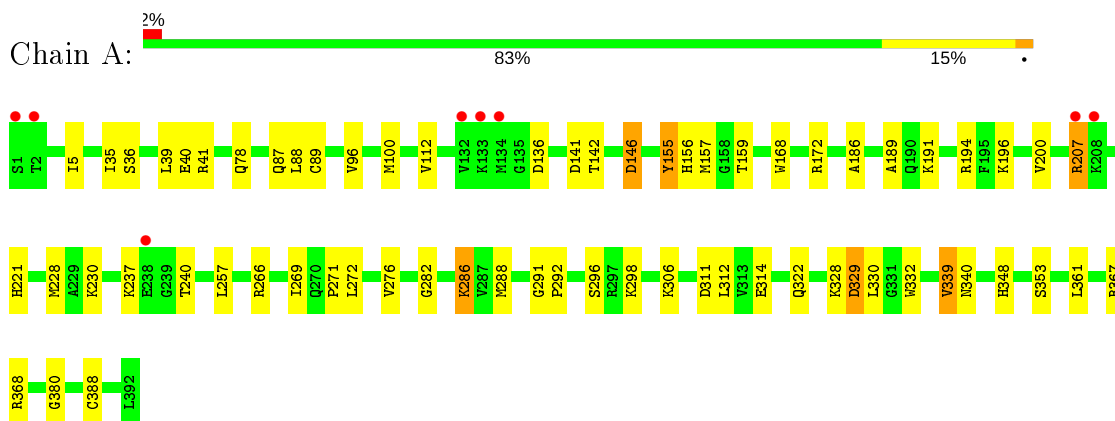 2%
Chain A:
83% 15% •
S1 T2 I5 I35 S36 L39 E40 R41 Q78 Q87 L88 C89 V96 M100 V112 V132 K133 M134 G135 D136 D141 T142 D146 Y155 H156 M157 G158 T159 W168 R172 A186 A189 Q190 K191 R194 F195 K196 V200 R207 K208
H221 M228 A229 K230 K237 E238 G239 T240 L257 R266 I269 Q270 P271 L272 V276 G282 K286 V287 M288 G291 P292 S296 R297 K298 K306 D311 L312 V313 E314 Q322 K328 D329 L330 G331 W332 V339 N340 H348 S353 L361
R368 G380 C388 L392